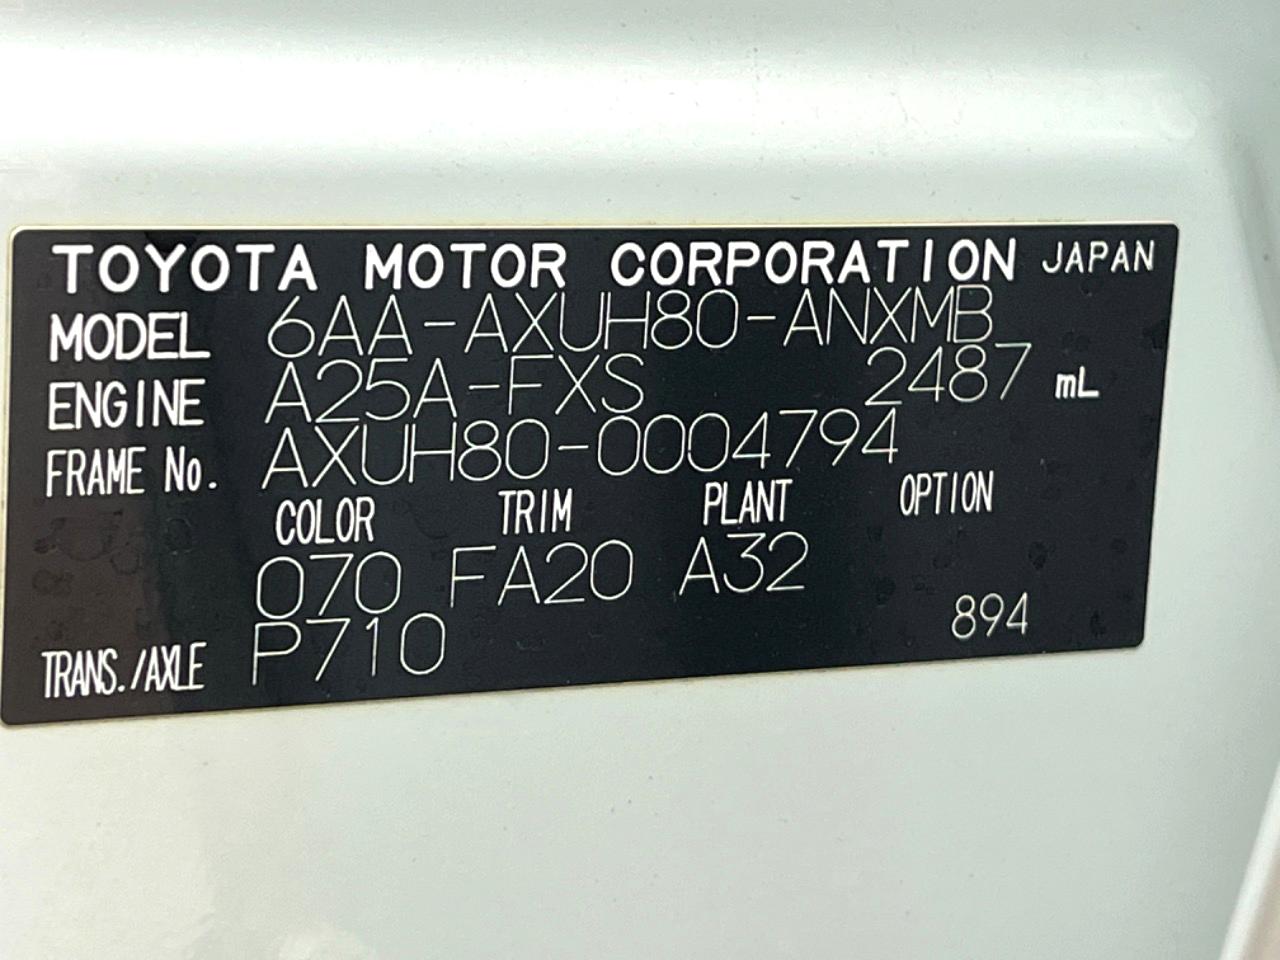 TOYOTA MOTOR CORPORATION JAPAN
MODEL 6AA-AXUH80-ANXMB
ENGINE A25A-FXS 2487 mL
FRAME No. AXUH80-0004794
COLOR TRIM PLANT OPTION
070 FA20 A32
TRANS./AXLE P710 894